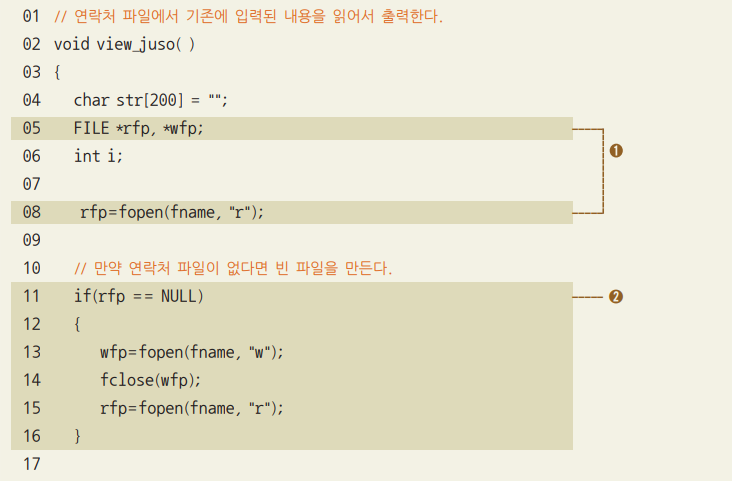 01 // 연락처 파일에서 기존에 입력된 내용을 읽어서 출력한다.
02 void view_juso( )
03 {
04 char str[200] = "";
05 FILE *rfp, *wfp;
❶
06 int i;
07
08 rfp=fopen(fname, "r");
09
10 // 만약 연락처 파일이 없다면 빈 파일을 만든다.
11 if(rfp == NULL) ❷
12 {
13 wfp=fopen(fname, "w");
14 fclose(wfp);
15 rfp=fopen(fname, "r");
16 }
17